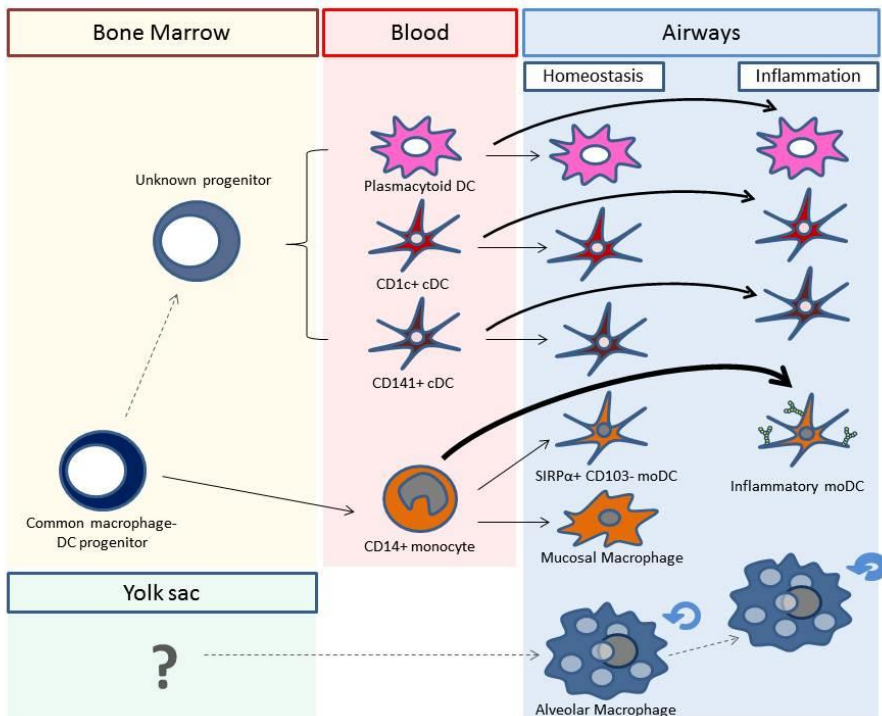 Bone Marrow
Blood
Airways
Homeostasis
Inflammation
Unknown progenitor
Plasmacytoid DC
CD1c+ cDC
CD141+ cDC
Common macrophage-
DC progenitor
CD14+ monocyte
SIRPα+ CD103- moDC
Inflammatory moDC
Mucosal Macrophage
Yolk sac
?
Alveolar Macrophage